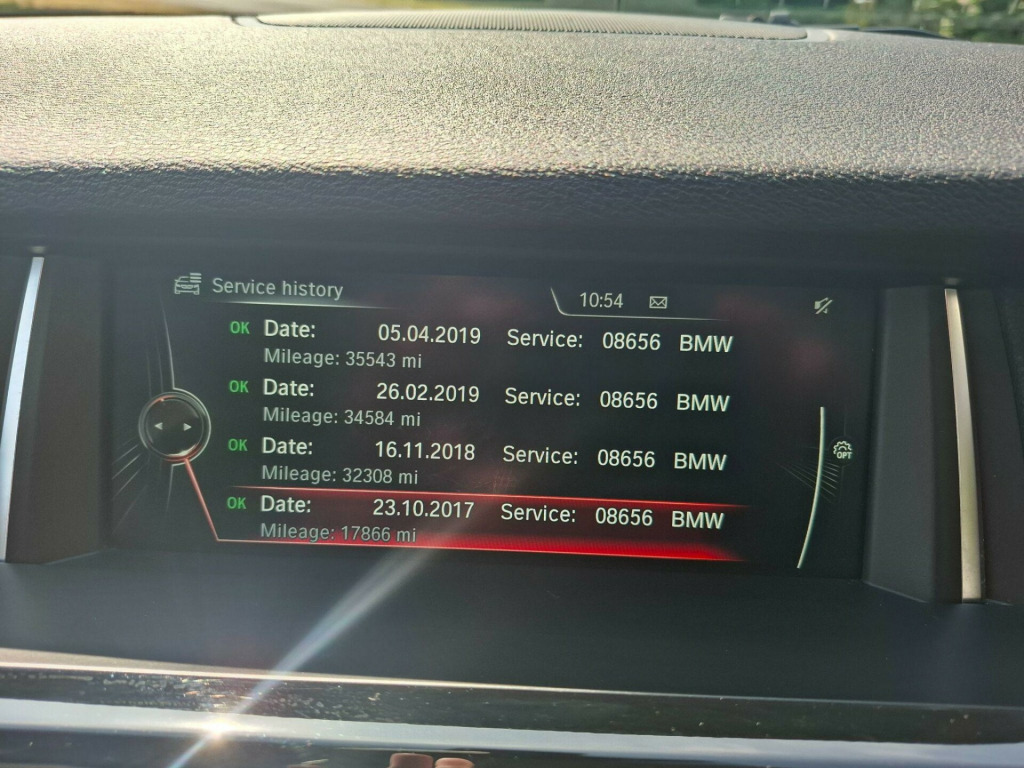 Service history
10:54
OK Date: 05.04.2019 Service: 08656 BMW
Mileage: 35543 mi
OK Date: 26.02.2019 Service: 08656 BMW
Mileage: 34584 mi
OK Date: 16.11.2018 Service: 08656 BMW
Mileage: 32308 mi
OK Date: 23.10.2017 Service: 08656 BMW
Mileage: 17866 mi
OPT